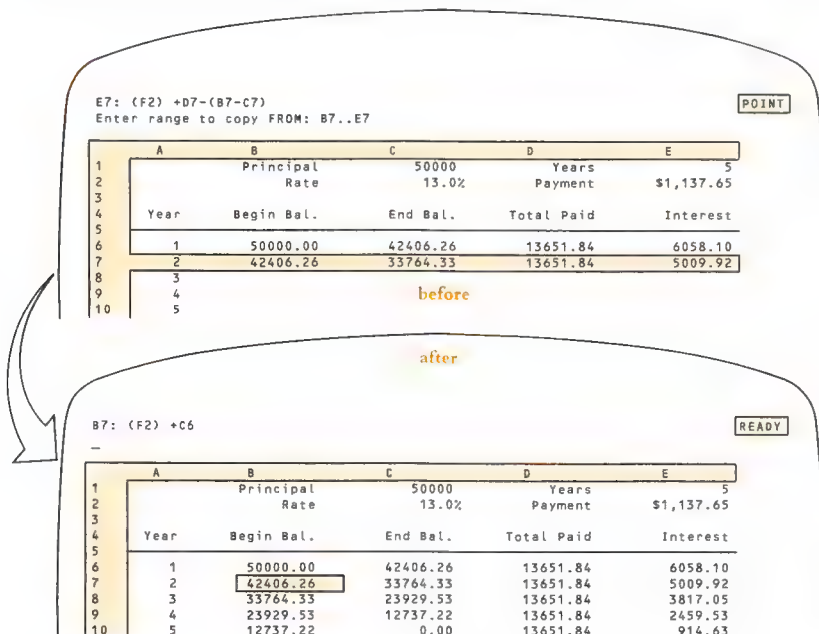 E7: (F2) +D7-(B7-C7) POINT
Enter range to copy FROM: B7..E7
A B C D E
1 Principal 50000 Years 5
2 Rate 13.0% Payment $1,137.65
3
4 Year Begin Bal. End Bal. Total Paid Interest
5
6 1 50000.00 42406.26 13651.84 6058.10
7 2 42406.26 33764.33 13651.84 5009.92
8 3
9 4 before
10 5
after
B7: (F2) +C6 READY
A B C D E
1 Principal 50000 Years 5
2 Rate 13.0% Payment $1,137.65
3
4 Year Begin Bal. End Bal. Total Paid Interest
5
6 1 50000.00 42406.26 13651.84 6058.10
7 2 42406.26 33764.33 13651.84 5009.92
8 3 33764.33 23929.53 13651.84 3817.05
9 4 23929.53 12737.22 13651.84 2459.53
10 5 12737.22 0.00 13651.84 914.63